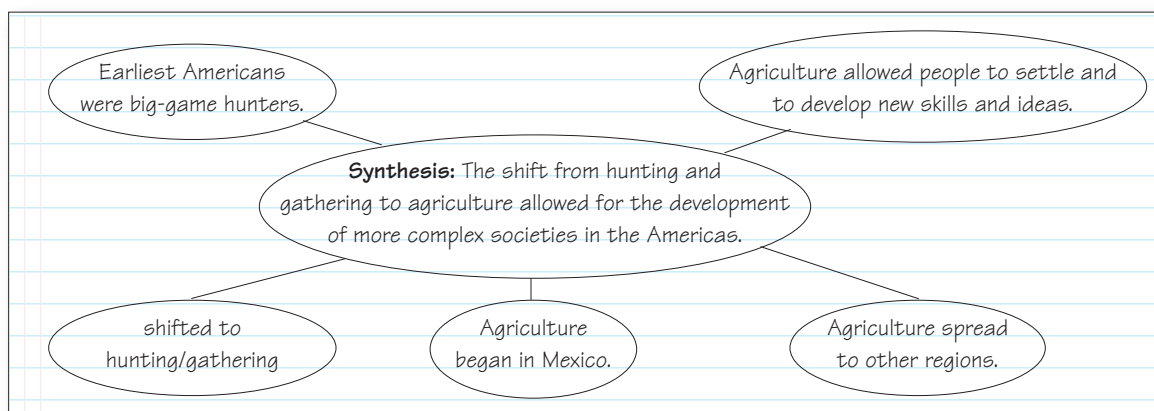 Earliest Americans
were big-game hunters.
Agriculture allowed people to settle and
to develop new skills and ideas.
Synthesis: The shift from hunting and
gathering to agriculture allowed for the development
of more complex societies in the Americas.
shifted to
hunting/gathering
Agriculture
began in Mexico.
Agriculture spread
to other regions.